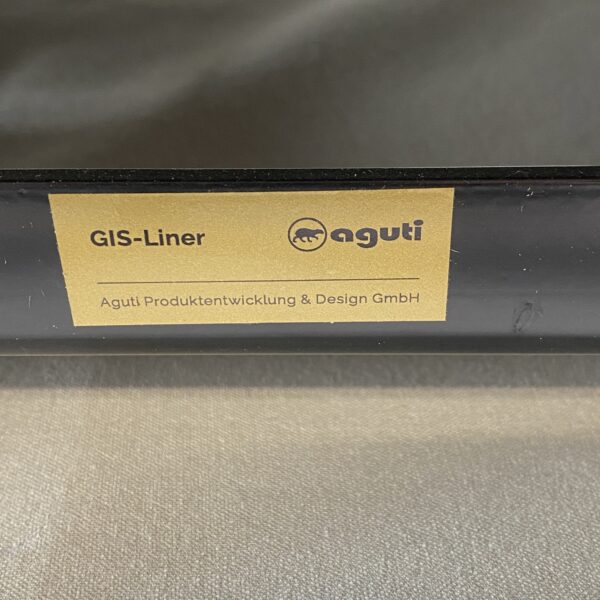 GIS-Liner aguti
Aguti Produktentwicklung & Design GmbH